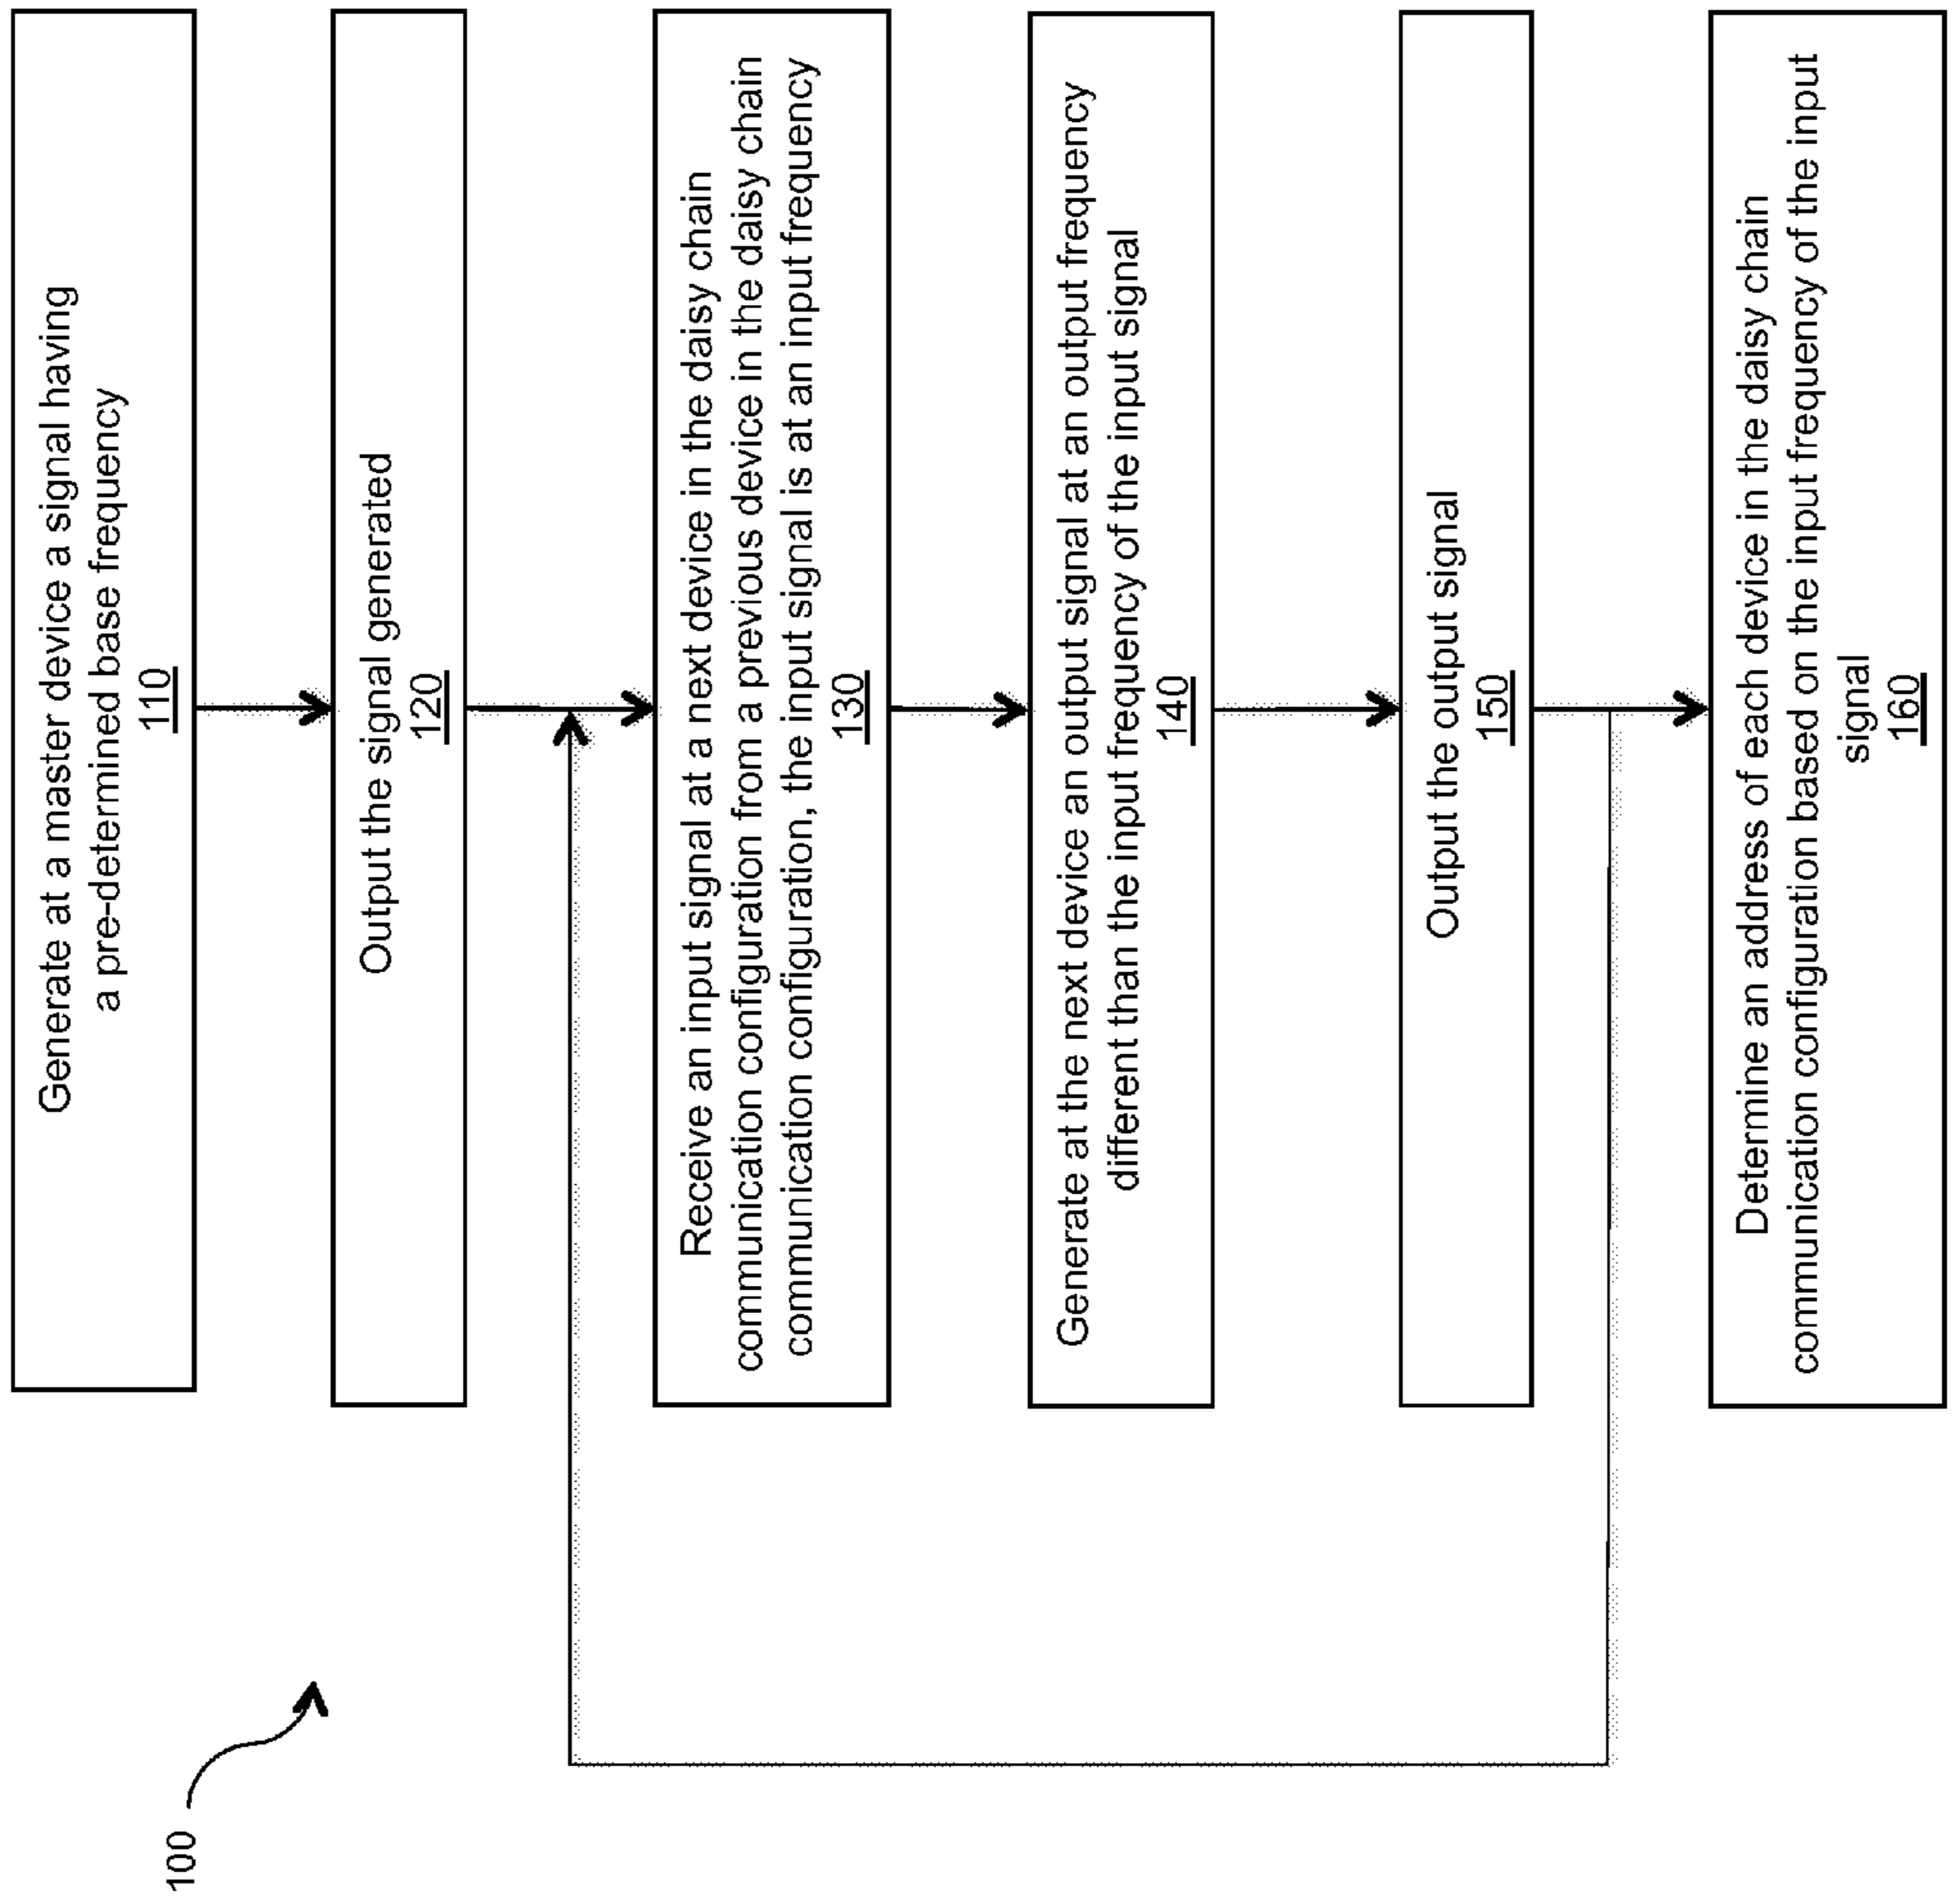 100
Generate at a master device a signal having
a pre-determined base frequency
110
Output the signal generated
120
Receive an input signal at a next device in the daisy chain
communication configuration from a previous device in the daisy chain
communication configuration, the input signal is at an input frequency
130
Generate at the next device an output signal at an output frequency
different than the input frequency of the input signal
140
Output the output signal
150
Determine an address of each device in the daisy chain
communication configuration based on the input frequency of the input
signal
160